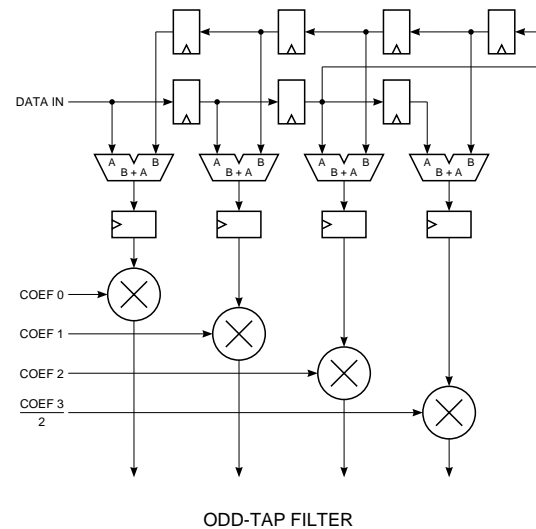 DATA IN
A B A B A B A B
B + A B + A B + A B + A
COEF 0
COEF 1
COEF 2
COEF 3
2
ODD-TAP FILTER